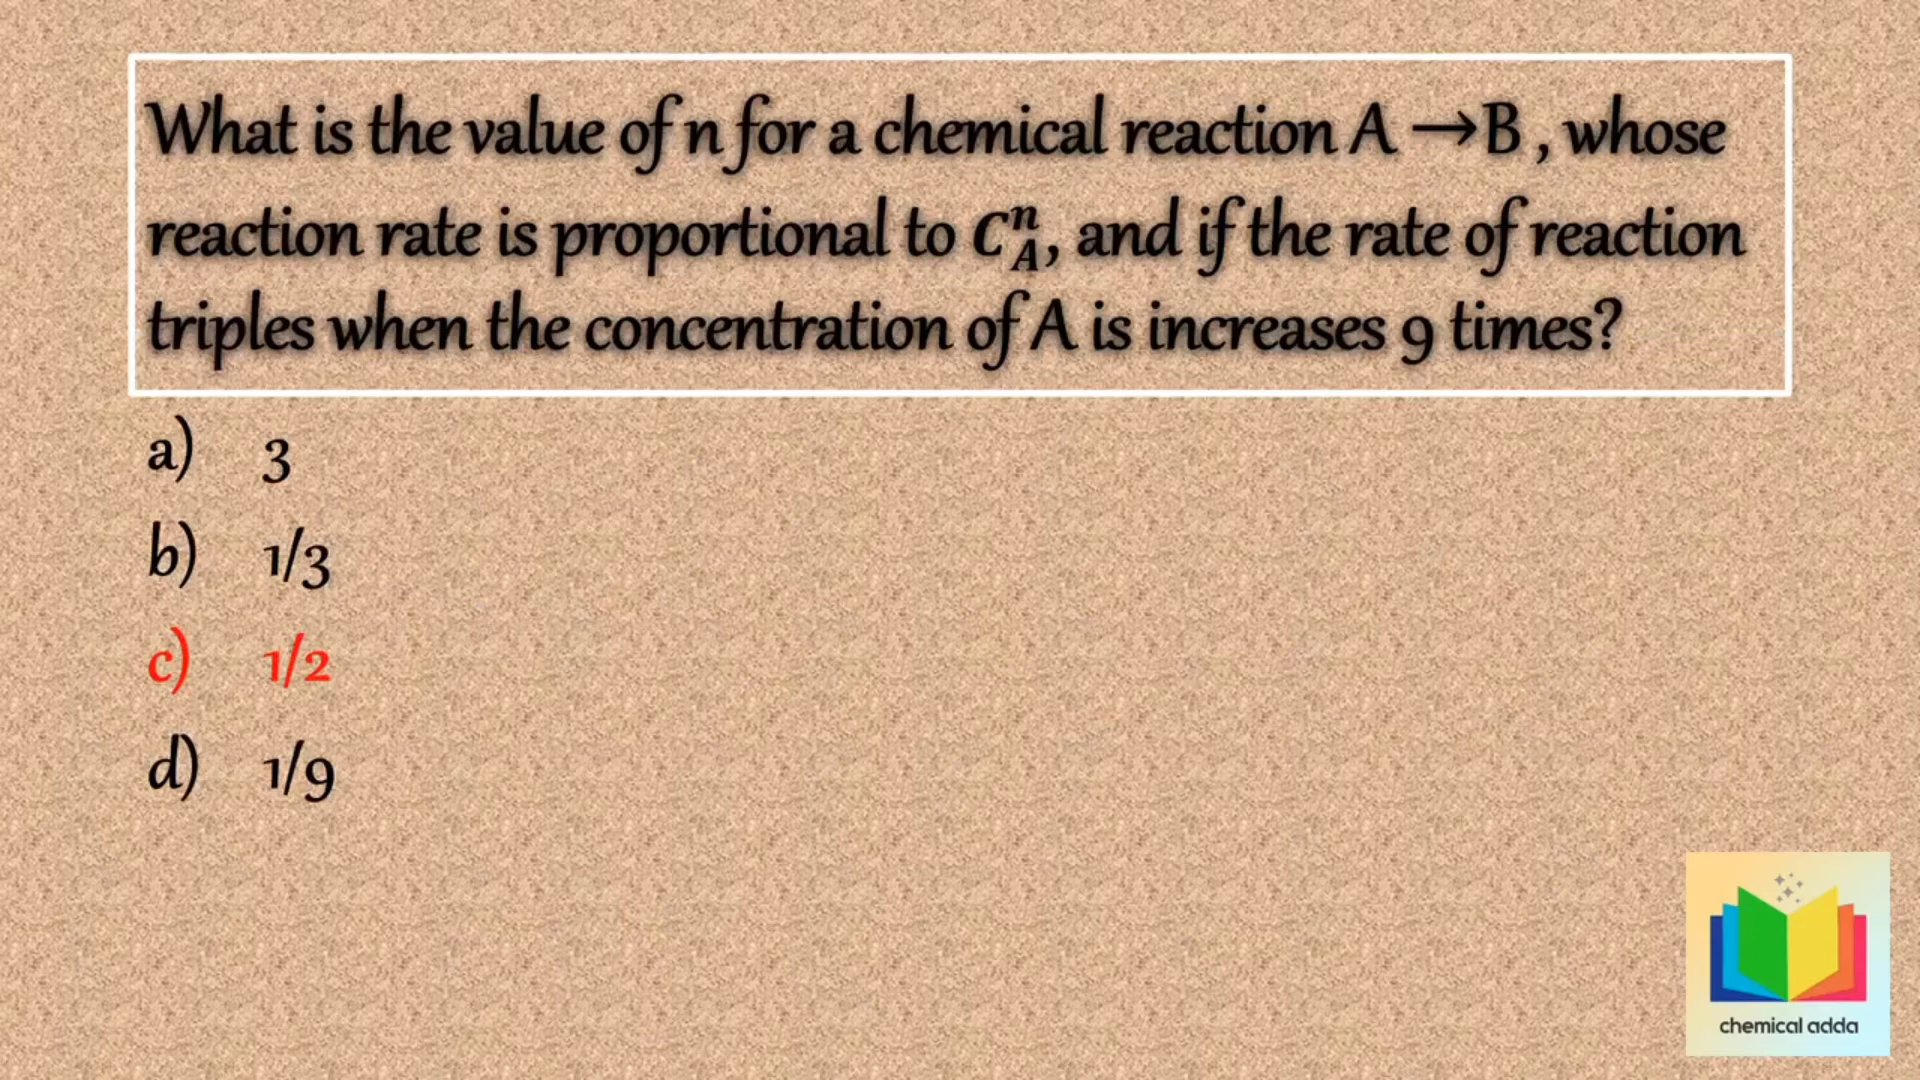 What is the value of n for a chemical reaction A →B , whose
reaction rate is proportional to C_A^n, and if the rate of reaction
triples when the concentration of A is increases 9 times?
a) 3
b) 1/3
c) 1/2
d) 1/9
chemical adda